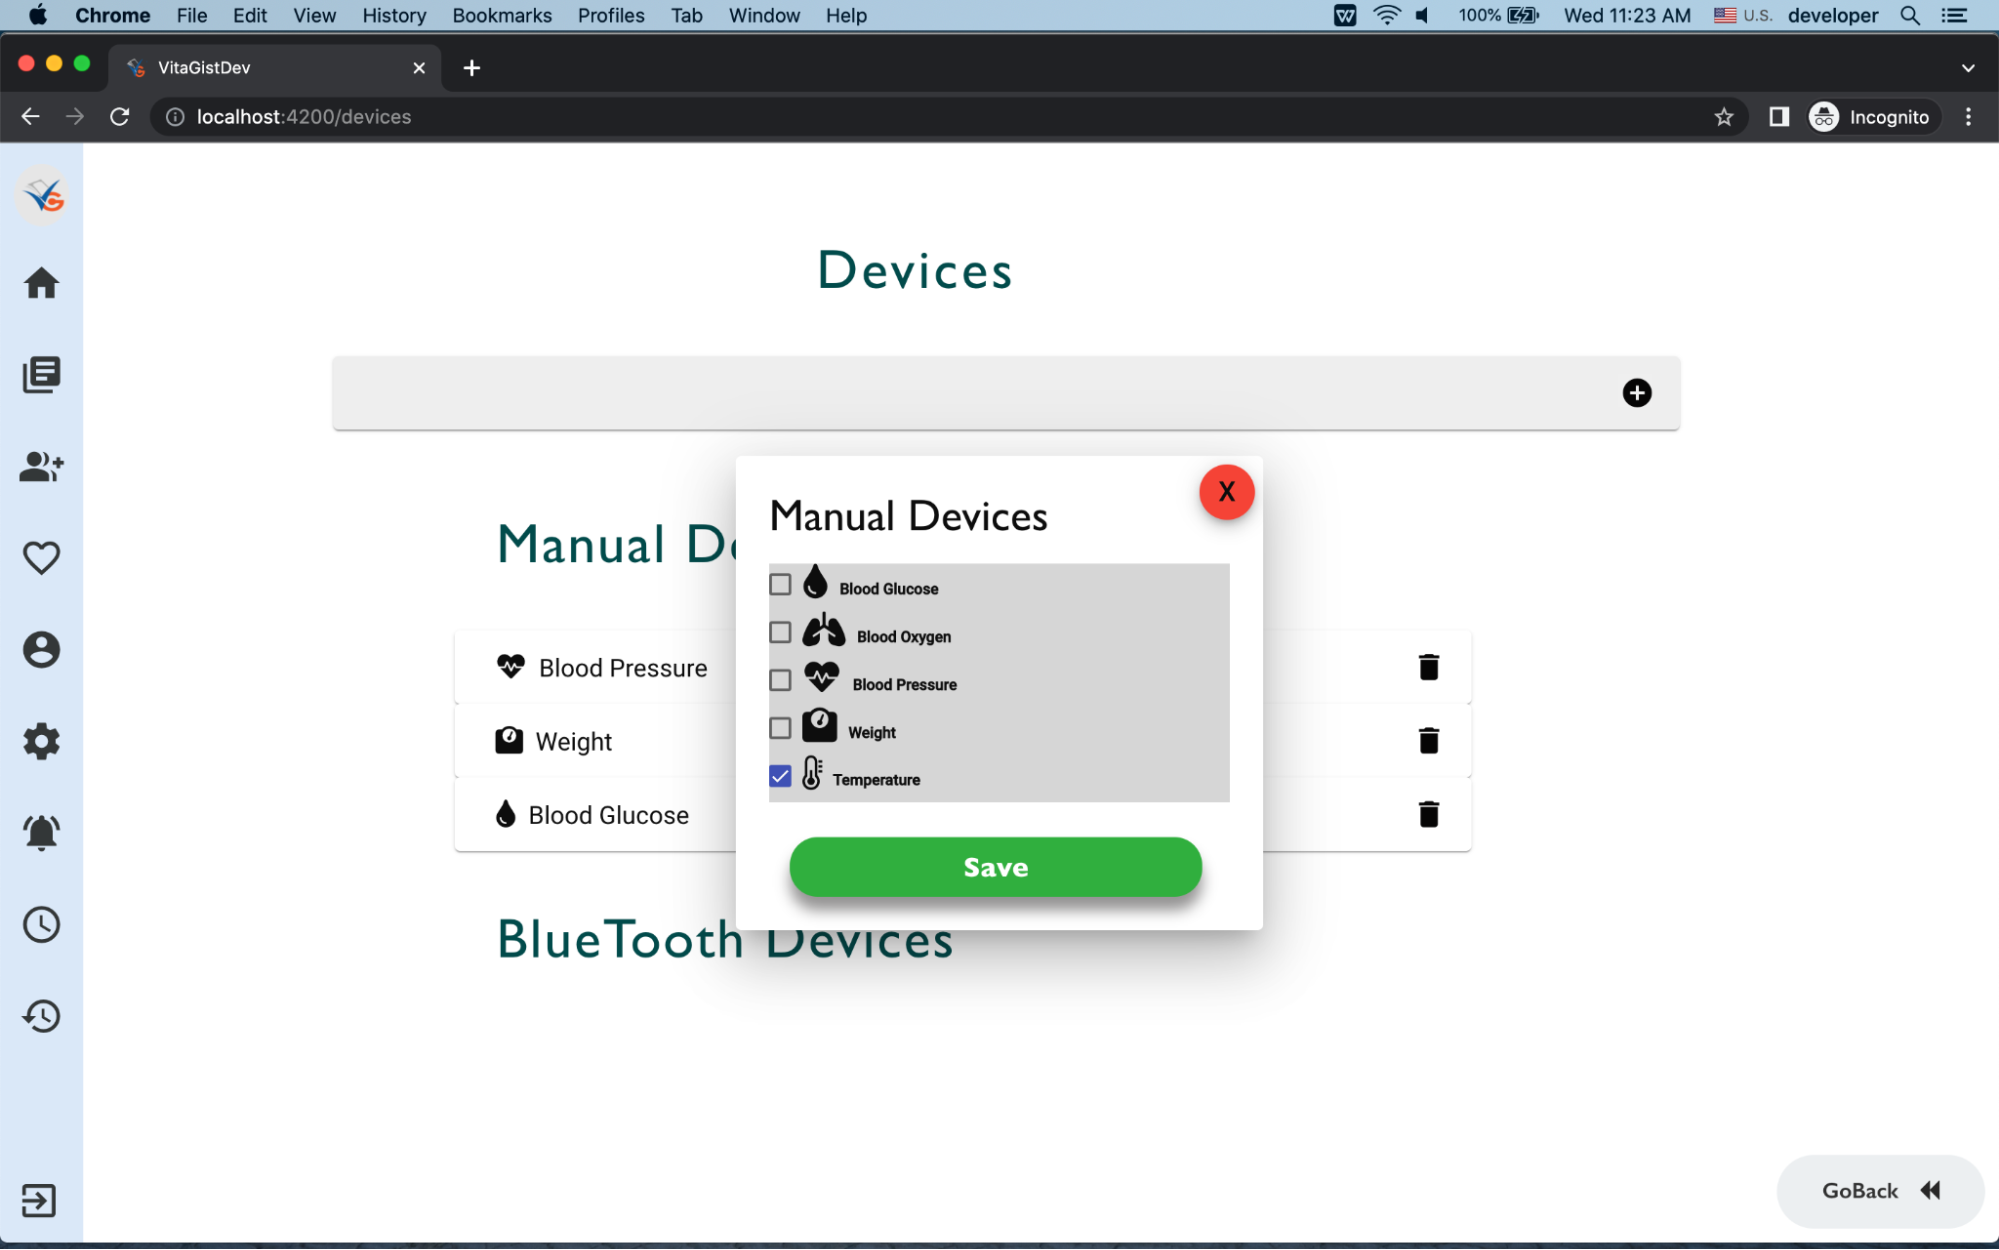 Chrome File Edit View History Bookmarks Profiles Tab Window Help 100% Wed 11:23 AM U.S. developer
VitaGistDev
localhost:4200/devices Incognito
Devices
X
Manual Devices
Manual De
Blood Glucose
Blood Oxygen
Blood Pressure
Weight
Temperature
Blood Pressure
Weight
Blood Glucose
Save
BlueTooth Devices
GoBack